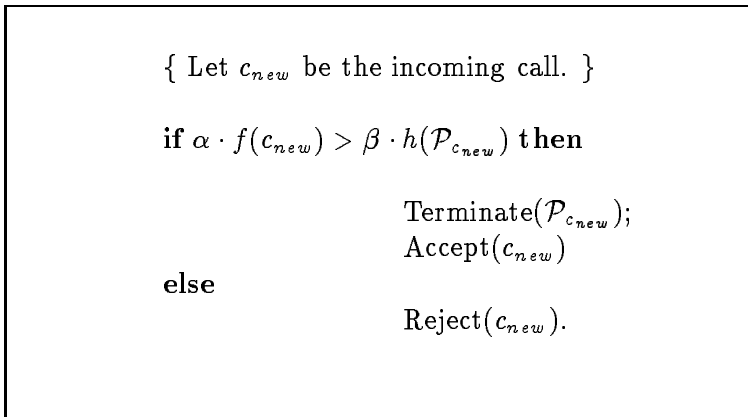 { Let c_new be the incoming call. }
if α · f(c_new) > β · h(𝒫_c_new) then
Terminate(𝒫_c_new);
Accept(c_new)
else
Reject(c_new).